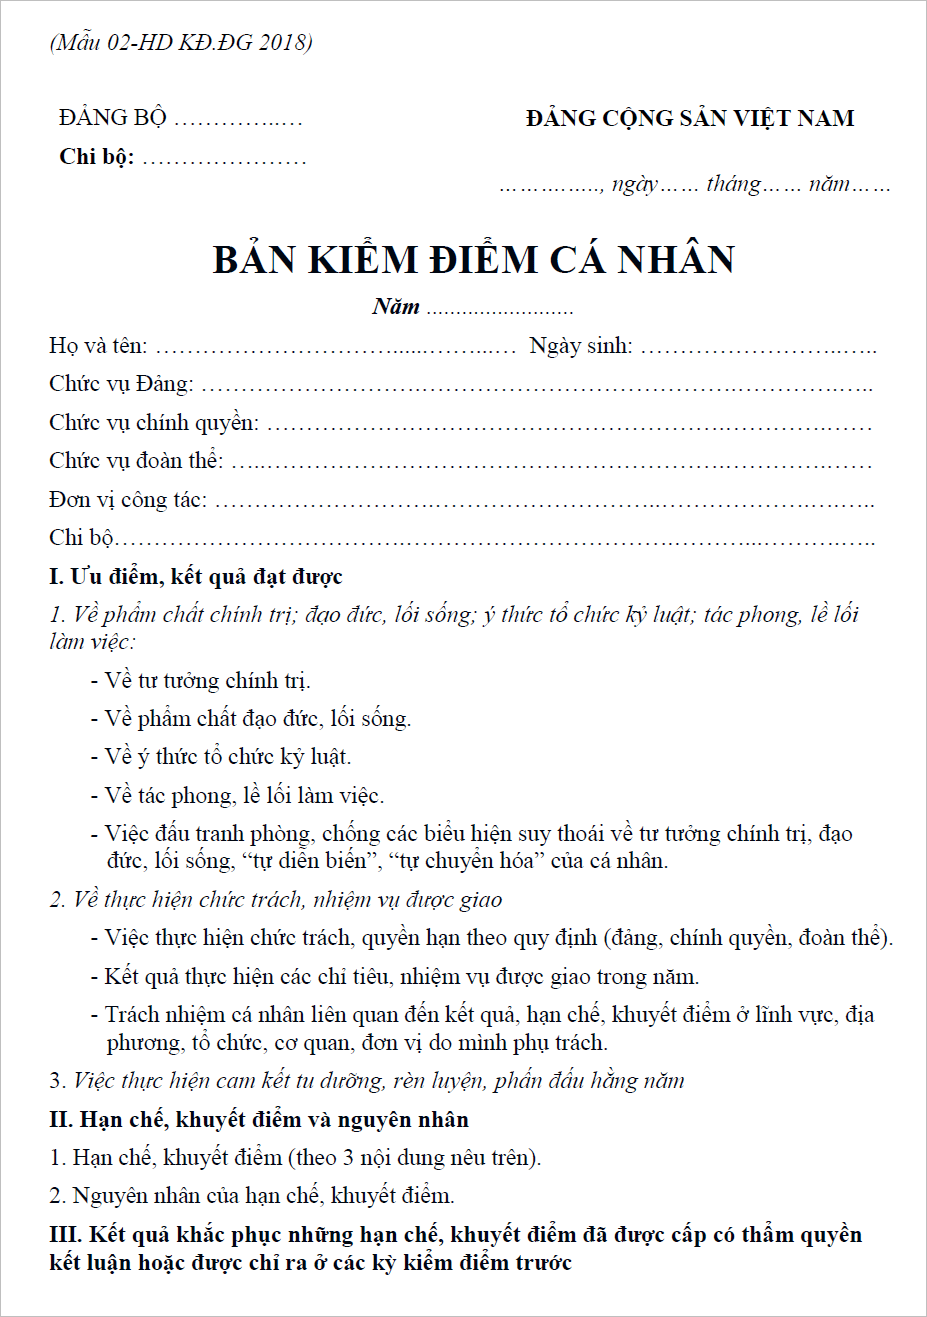 (Mẫu 02-HD KĐ.ĐG 2018)
ĐẢNG BỘ …………..…
ĐẢNG CỘNG SẢN VIỆT NAM
Chi bộ: …………………
…………..., ngày…… tháng…… năm……
BẢN KIỂM ĐIỂM CÁ NHÂN
Năm .........................
Họ và tên: ………………………….....……...… Ngày sinh: ……………………..…..
Chức vụ Đảng: ……………………….………………………………….………….…..
Chức vụ chính quyền: ………………………………………………….………….……
Chức vụ đoàn thể: …..………………………………………………….………….……
Đơn vị công tác: ……………………….………………………..……………….….…..
Chi bộ……………………………….…………………………….………...……….…..
I. Ưu điểm, kết quả đạt được
1. Về phẩm chất chính trị; đạo đức, lối sống; ý thức tổ chức kỷ luật; tác phong, lề lối
làm việc:
- Về tư tưởng chính trị.
- Về phẩm chất đạo đức, lối sống.
- Về ý thức tổ chức kỷ luật.
- Về tác phong, lề lối làm việc.
- Việc đấu tranh phòng, chống các biểu hiện suy thoái về tư tưởng chính trị, đạo
đức, lối sống, “tự diễn biến”, “tự chuyển hóa” của cá nhân.
2. Về thực hiện chức trách, nhiệm vụ được giao
- Việc thực hiện chức trách, quyền hạn theo quy định (đảng, chính quyền, đoàn thể).
- Kết quả thực hiện các chỉ tiêu, nhiệm vụ được giao trong năm.
- Trách nhiệm cá nhân liên quan đến kết quả, hạn chế, khuyết điểm ở lĩnh vực, địa
phương, tổ chức, cơ quan, đơn vị do mình phụ trách.
3. Việc thực hiện cam kết tu dưỡng, rèn luyện, phấn đấu hằng năm
II. Hạn chế, khuyết điểm và nguyên nhân
1. Hạn chế, khuyết điểm (theo 3 nội dung nêu trên).
2. Nguyên nhân của hạn chế, khuyết điểm.
III. Kết quả khắc phục những hạn chế, khuyết điểm đã được cấp có thẩm quyền
kết luận hoặc được chỉ ra ở các kỳ kiểm điểm trước